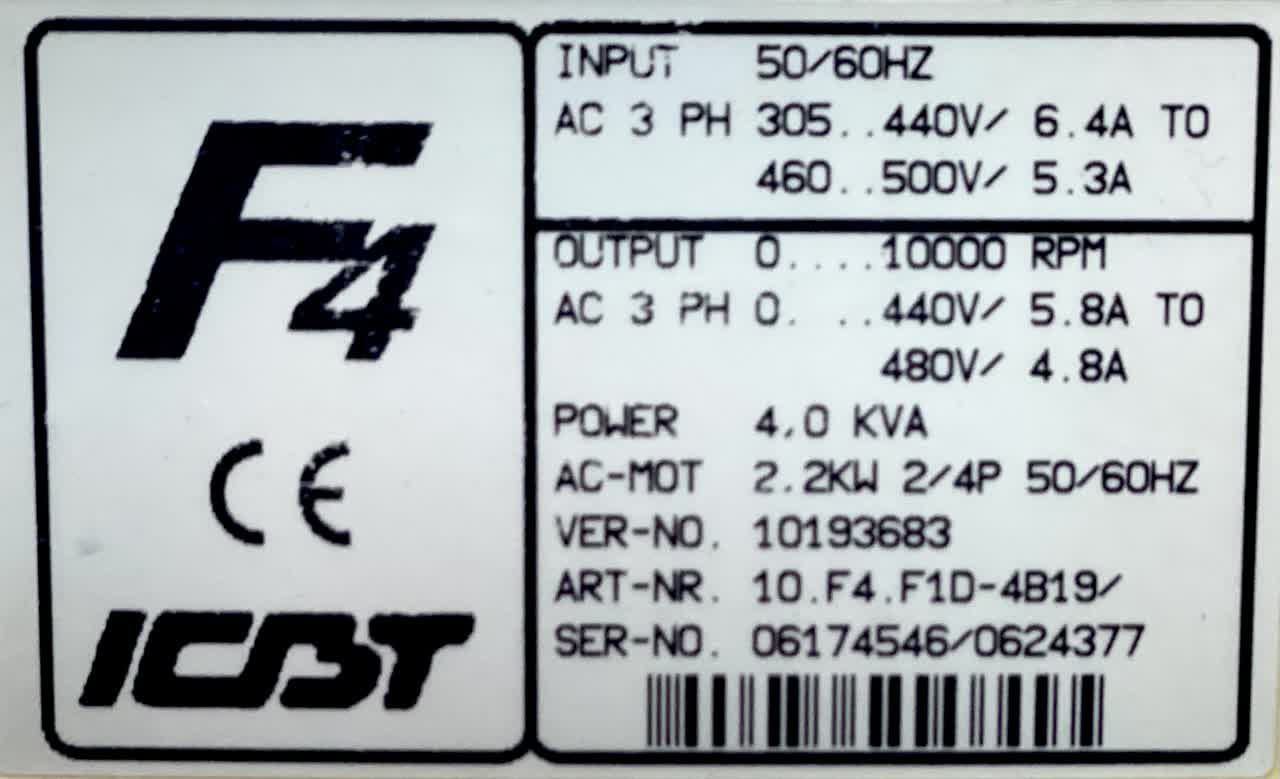 F4
CE
ICBT
INPUT 50/60HZ
AC 3 PH 305..440V/ 6.4A TO
460..500V/ 5.3A
OUTPUT 0....10000 RPM
AC 3 PH 0. ..440V/ 5.8A TO
480V/ 4.8A
POWER 4,0 KVA
AC-MOT 2.2KW 2/4P 50/60HZ
VER-NO. 10193683
ART-NR. 10.F4.F1D-4B19/
SER-NO. 06174546/0624377